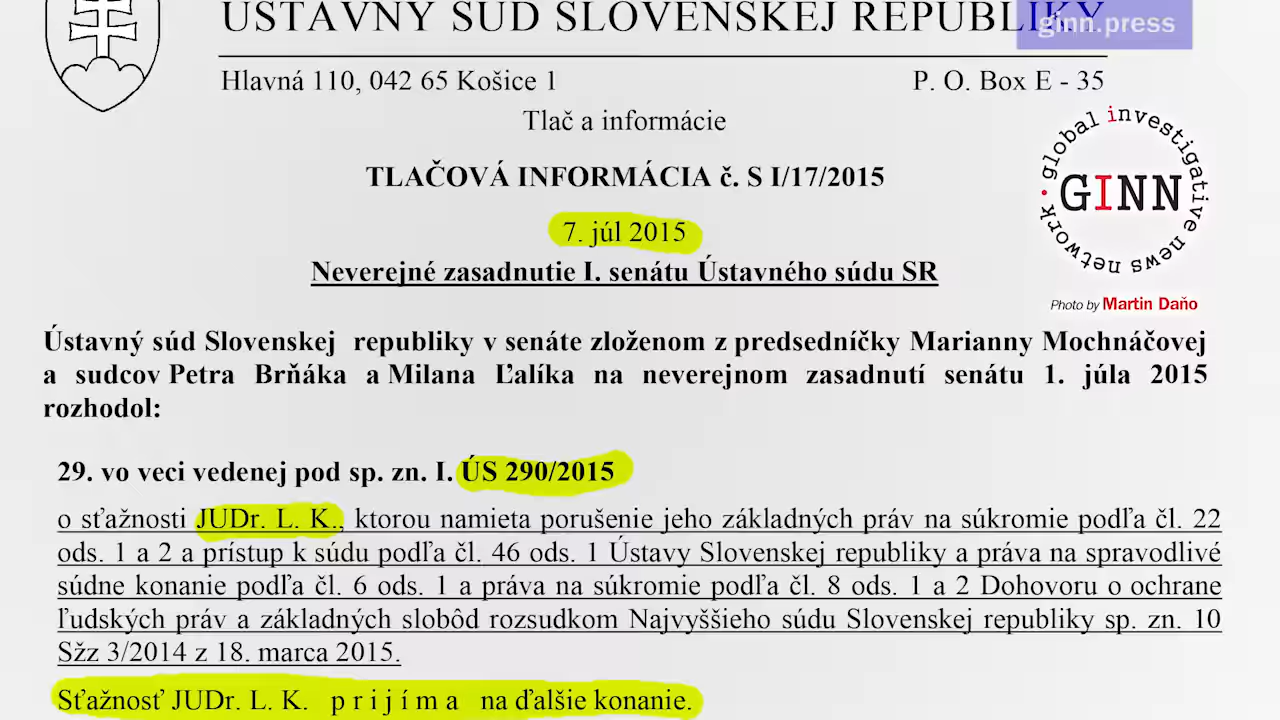 ÚSTAVNÝ SÚD SLOVENSKEJ REPUBLIKY
ginn.press
Hlavná 110, 042 65 Košice 1 P. O. Box E - 35
Tlač a informácie
TLAČOVÁ INFORMÁCIA č. S I/17/2015
7. júl 2015
Neverejné zasadnutie I. senátu Ústavného súdu SR
global investigative news network
GINN
Photo by Martin Daňo
Ústavný súd Slovenskej republiky v senáte zloženom z predsedníčky Marianny Mochnáčovej
a sudcov Petra Brňáka a Milana Ľalíka na neverejnom zasadnutí senátu 1. júla 2015
rozhodol:
29. vo veci vedenej pod sp. zn. I. ÚS 290/2015
o sťažnosti JUDr. L. K., ktorou namieta porušenie jeho základných práv na súkromie podľa čl. 22
ods. 1 a 2 a prístup k súdu podľa čl. 46 ods. 1 Ústavy Slovenskej republiky a práva na spravodlivé
súdne konanie podľa čl. 6 ods. 1 a práva na súkromie podľa čl. 8 ods. 1 a 2 Dohovoru o ochrane
ľudských práv a základných slobôd rozsudkom Najvyššieho súdu Slovenskej republiky sp. zn. 10
Sžz 3/2014 z 18. marca 2015.
Sťažnosť JUDr. L. K. p r i j í m a na ďalšie konanie.